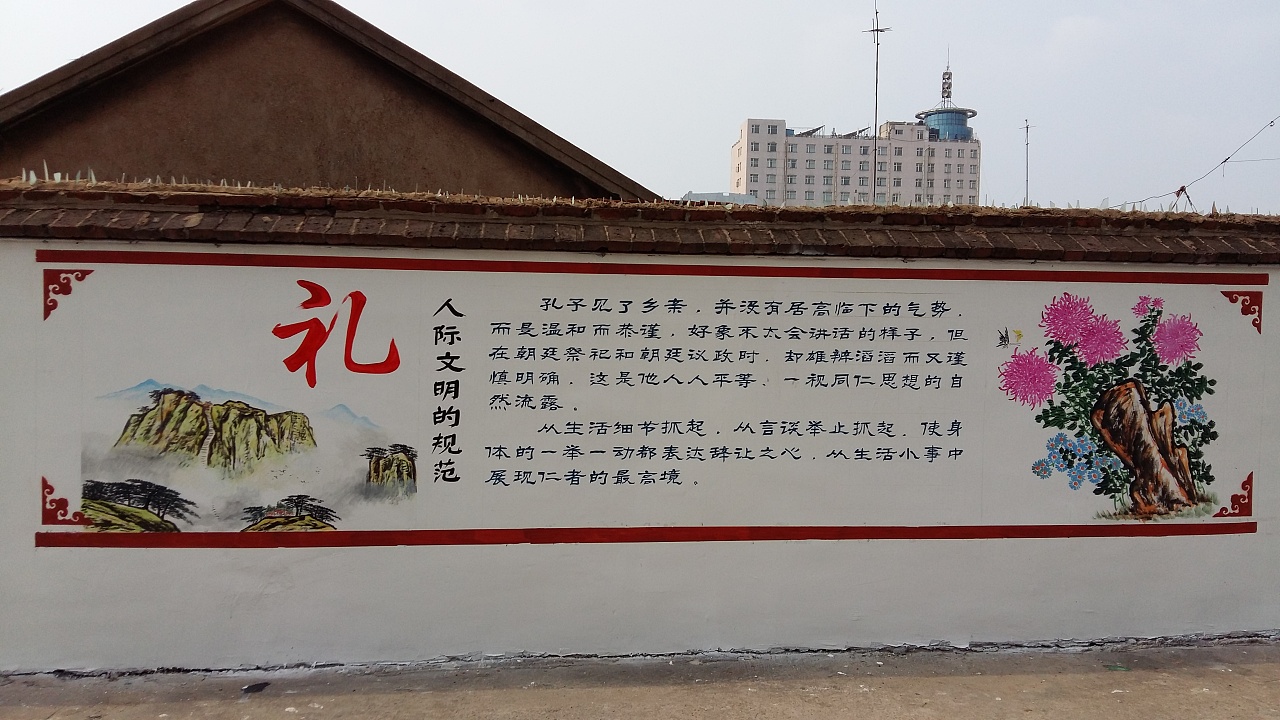 礼
人际文明的规范
孔子见了乡亲，并没有居高临下的气势，
而是温和而恭谨，好象不太会讲话的样子，但
在朝廷祭祀和朝廷议政时，却雄辨滔滔而又谨
慎明确，这是他人人平等、一视同仁思想的自
然流露。
从生活细节抓起，从言谈举止抓起，使身
体的一举一动都表达辞让之心，从生活小事中
展现仁者的最高境。